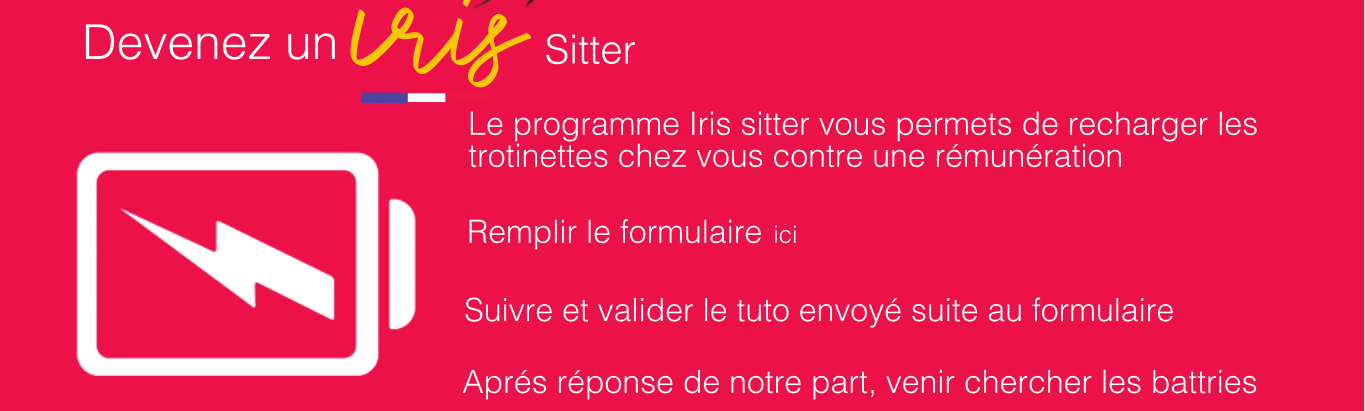 Devenez un Iris Sitter
Le programme Iris sitter vous permets de recharger les
trotinettes chez vous contre une rémunération
Remplir le formulaire ici
Suivre et valider le tuto envoyé suite au formulaire
Aprés réponse de notre part, venir chercher les battries